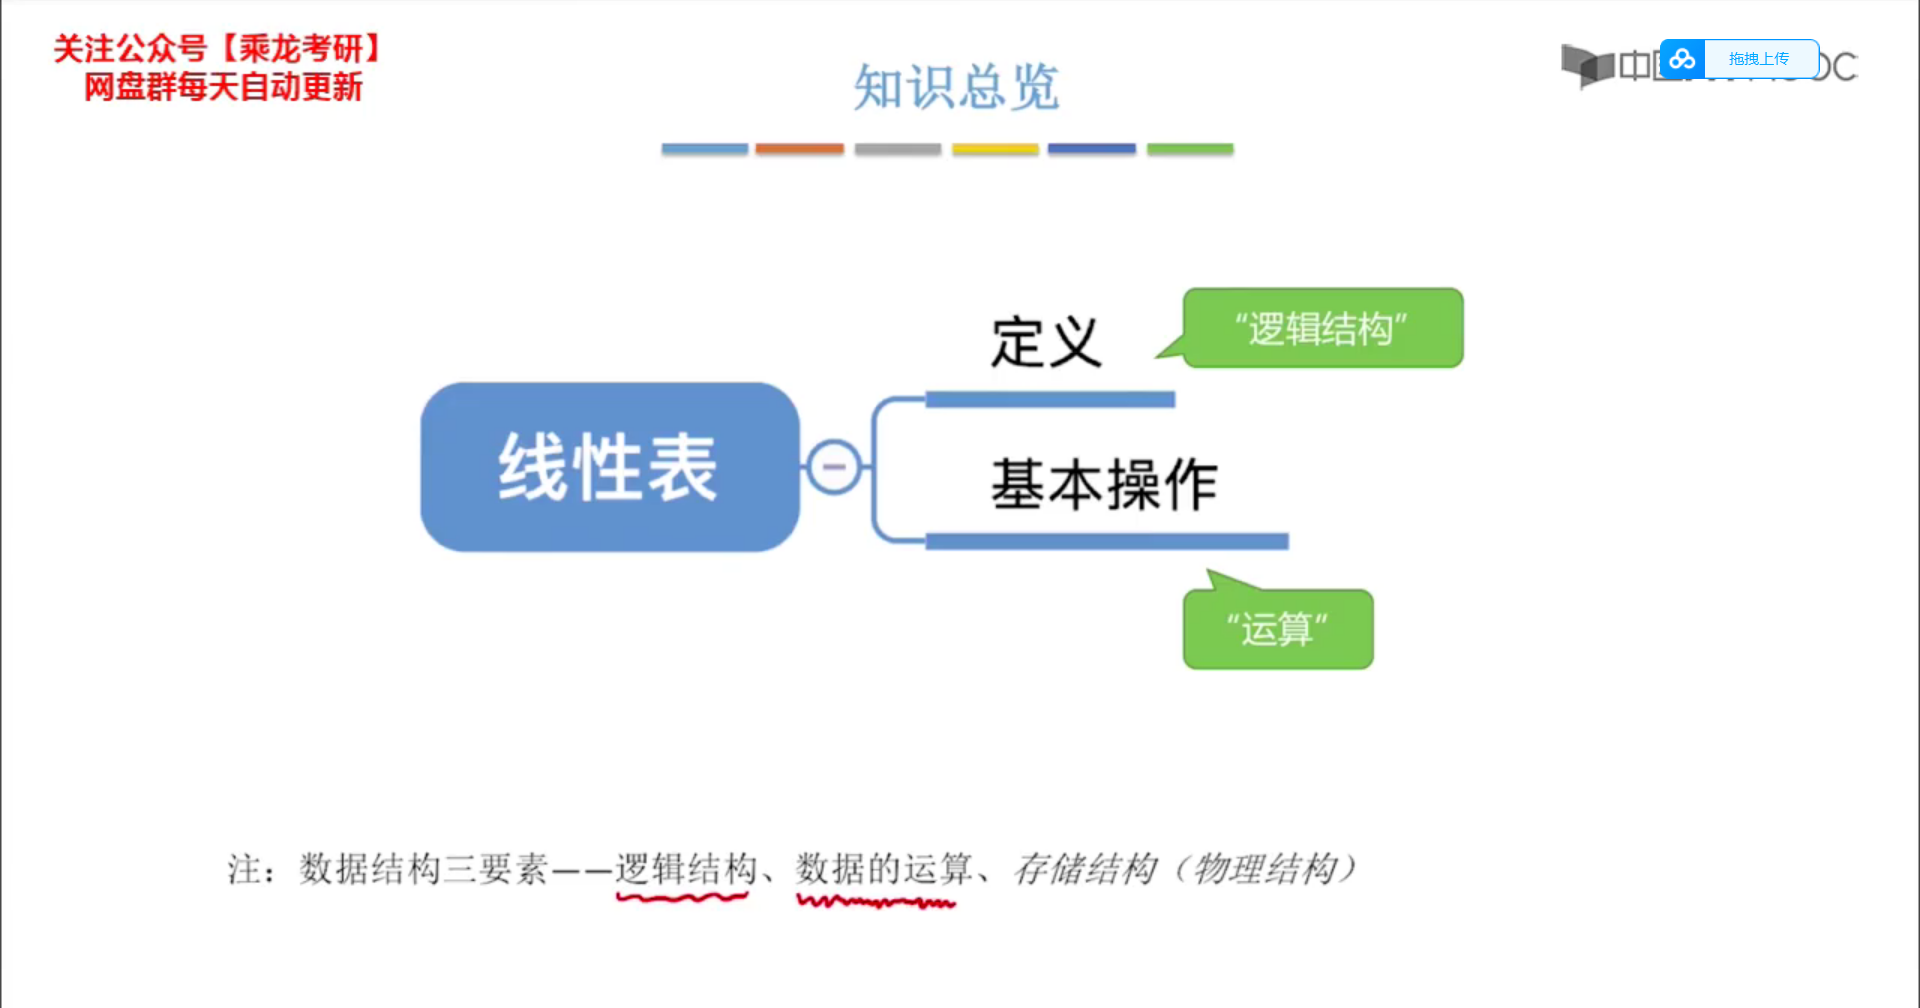 关注公众号【乘龙考研】
网盘群每天自动更新
知识总览
拖拽上传
定义
“逻辑结构”
线性表
基本操作
“运算”
注：数据结构三要素——逻辑结构、数据的运算、存储结构（物理结构）